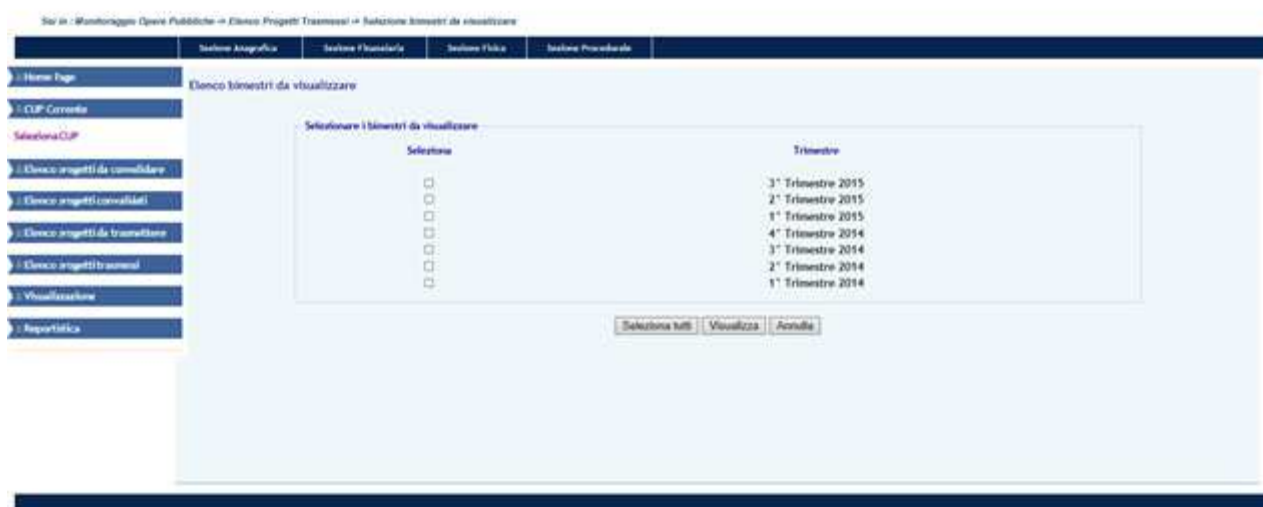 Sei in : Monitoraggio Opere Pubbliche -> Elenco Progetti Trasmessi -> Selezione bimestri da visualizzare
Sezione Anagrafica Sezione Finanziaria Sezione Fisica Sezione Procedurale
: Home Page
: CUP Corrente
Seleziona CUP
: Elenco progetti da convalidare
: Elenco progetti convalidati
: Elenco progetti da trasmettere
: Elenco progetti trasmessi
: Visualizzazione
: Reportistica
Elenco bimestri da visualizzare
Selezionare i bimestri da visualizzare
Seleziona Trimestre
3° Trimestre 2015
2° Trimestre 2015
1° Trimestre 2015
4° Trimestre 2014
3° Trimestre 2014
2° Trimestre 2014
1° Trimestre 2014
Seleziona tutti Visualizza Annulla